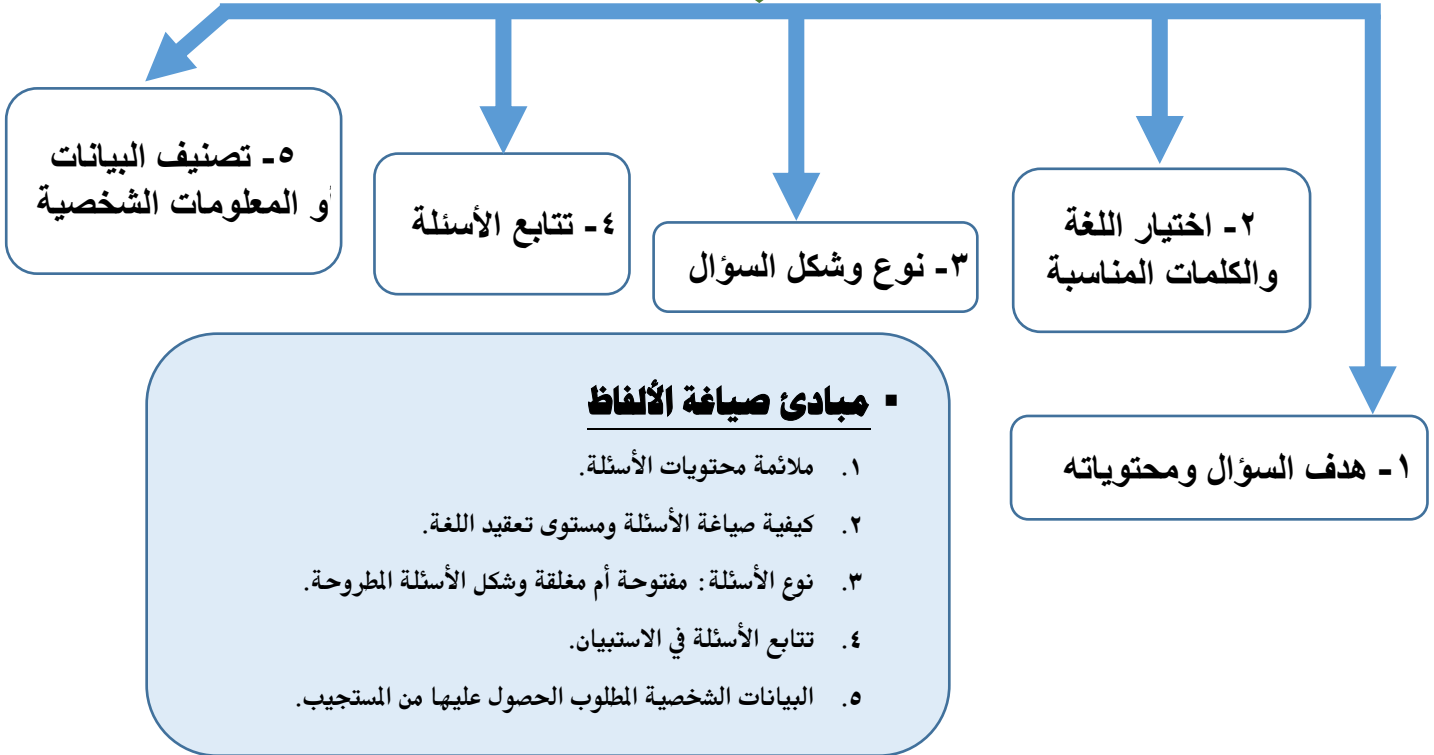 ١- هدف السؤال ومحتوياته
٢- اختيار اللغة
والكلمات المناسبة
٣- نوع وشكل السؤال
٤- تتابع الأسئلة
٥- تصنيف البيانات
أو المعلومات الشخصية
▪ مبادئ صياغة الألفاظ
١. ملائمة محتويات الأسئلة.
٢. كيفية صياغة الأسئلة ومستوى تعقيد اللغة.
٣. نوع الأسئلة: مفتوحة أم مغلقة وشكل الأسئلة المطروحة.
٤. تتابع الأسئلة في الاستبيان.
٥. البيانات الشخصية المطلوب الحصول عليها من المستجيب.